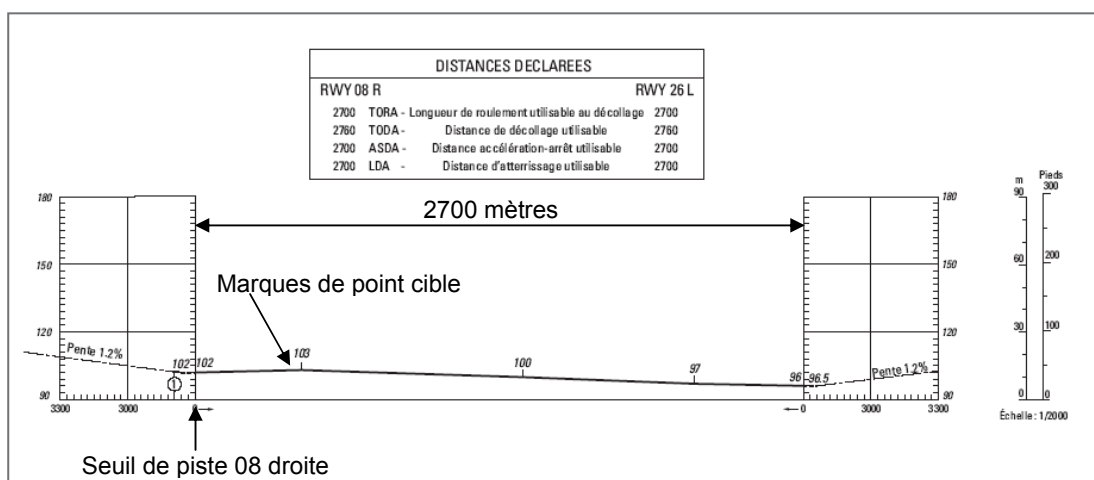 DISTANCES DECLAREES
RWY 08 R RWY 26 L
2700 TORA - Longueur de roulement utilisable au décollage 2700
2760 TODA - Distance de décollage utilisable 2760
2700 ASDA - Distance accélération-arrêt utilisable 2700
2700 LDA - Distance d'atterrissage utilisable 2700
m Pieds
180 180 90 300
2700 mètres
150 150 60 200
Marques de point cible
120 120 30 100
Pente 1.2% 102 102 103 100 97 96 96.5 Pente 1.2%
1
90 90 0 0
3300 3000 0 0 3000 3300
Échelle : 1/2000
Seuil de piste 08 droite